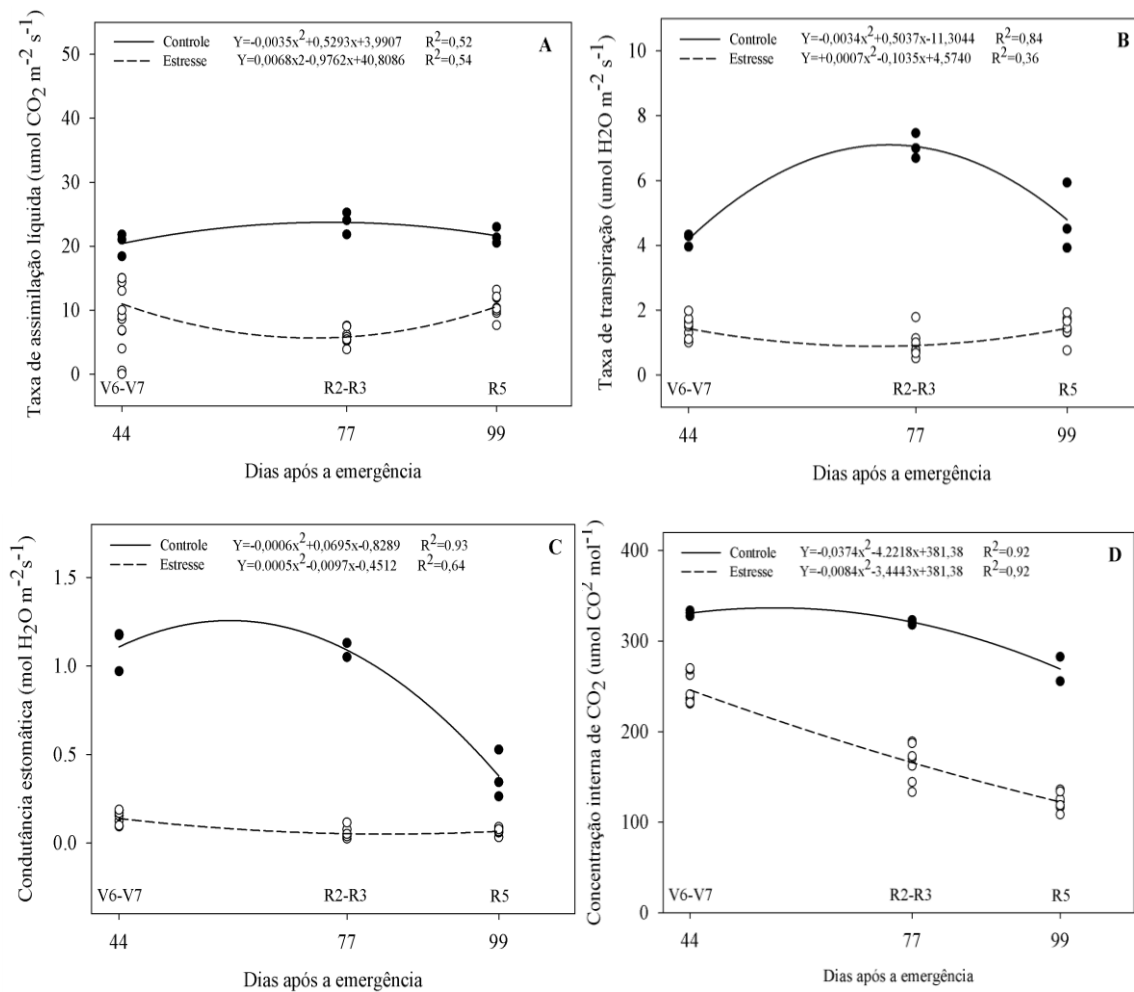 Controle Y=-0,0035x²+0,5293x+3,9907 R²=0,52
Estresse Y=0,0068x2-0,9762x+40,8086 R²=0,54
A
Taxa de assimilação líquida (umol CO₂ m⁻² s⁻¹)
50
40
30
20
10
0
V6-V7 R2-R3 R5
44 77 99
Dias após a emergência
Controle Y=-0,0034x²+0,5037x-11,3044 R²=0,84
Estresse Y=+0,0007x²-0,1035x+4,5740 R²=0,36
B
Taxa de transpiração (umol H2O m⁻² s⁻¹)
10
8
6
4
2
0
V6-V7 R2-R3 R5
44 77 99
Dias após a emergência
Controle Y=-0,0006x²+0,0695x-0,8289 R²=0.93
Estresse Y=0.0005x²-0,0097x-0,4512 R²=0,64
C
Condutância estomática (mol H₂O m⁻²s⁻¹)
1.5
1.0
0.5
0.0
V6-V7 R2-R3 R5
44 77 99
Dias após a emergência
Controle Y=-0,0374x²-4.2218x+381,38 R²=0.92
Estresse Y=-0,0084x²-3,4443x+381,38 R²=0,92
D
Concentração interna de CO₂ (umol CO² mol⁻¹)
400
300
200
100
0
V6-V7 R2-R3 R5
44 77 99
Dias após a emergência